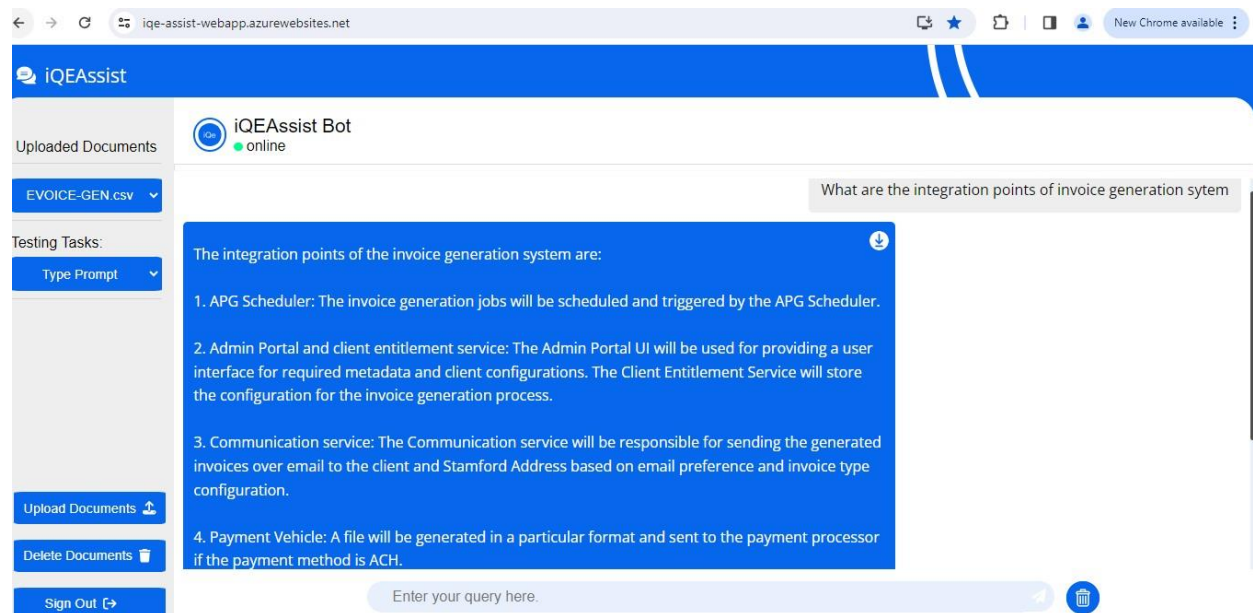 iqe-assist-webapp.azurewebsites.net
New Chrome available
iQEAssist
Uploaded Documents
EVOICE-GEN.csv
Testing Tasks:
Type Prompt
Upload Documents
Delete Documents
Sign Out
iQe
iQEAssist Bot
online
What are the integration points of invoice generation sytem
The integration points of the invoice generation system are:
1. APG Scheduler: The invoice generation jobs will be scheduled and triggered by the APG Scheduler.
2. Admin Portal and client entitlement service: The Admin Portal UI will be used for providing a user
interface for required metadata and client configurations. The Client Entitlement Service will store
the configuration for the invoice generation process.
3. Communication service: The Communication service will be responsible for sending the generated
invoices over email to the client and Stamford Address based on email preference and invoice type
configuration.
4. Payment Vehicle: A file will be generated in a particular format and sent to the payment processor
if the payment method is ACH.
Enter your query here.